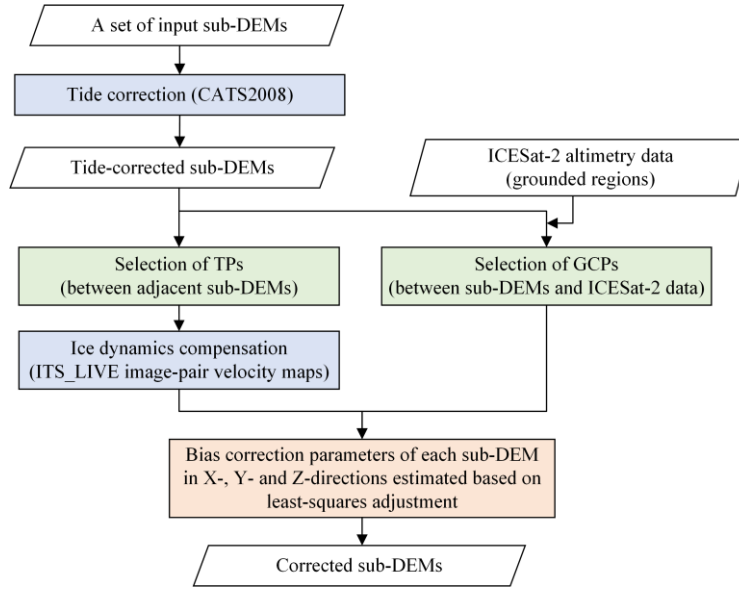 A set of input sub-DEMs
Tide correction (CATS2008)
Tide-corrected sub-DEMs
ICESat-2 altimetry data
(grounded regions)
Selection of TPs
(between adjacent sub-DEMs)
Selection of GCPs
(between sub-DEMs and ICESat-2 data)
Ice dynamics compensation
(ITS_LIVE image-pair velocity maps)
Bias correction parameters of each sub-DEM
in X-, Y- and Z-directions estimated based on
least-squares adjustment
Corrected sub-DEMs